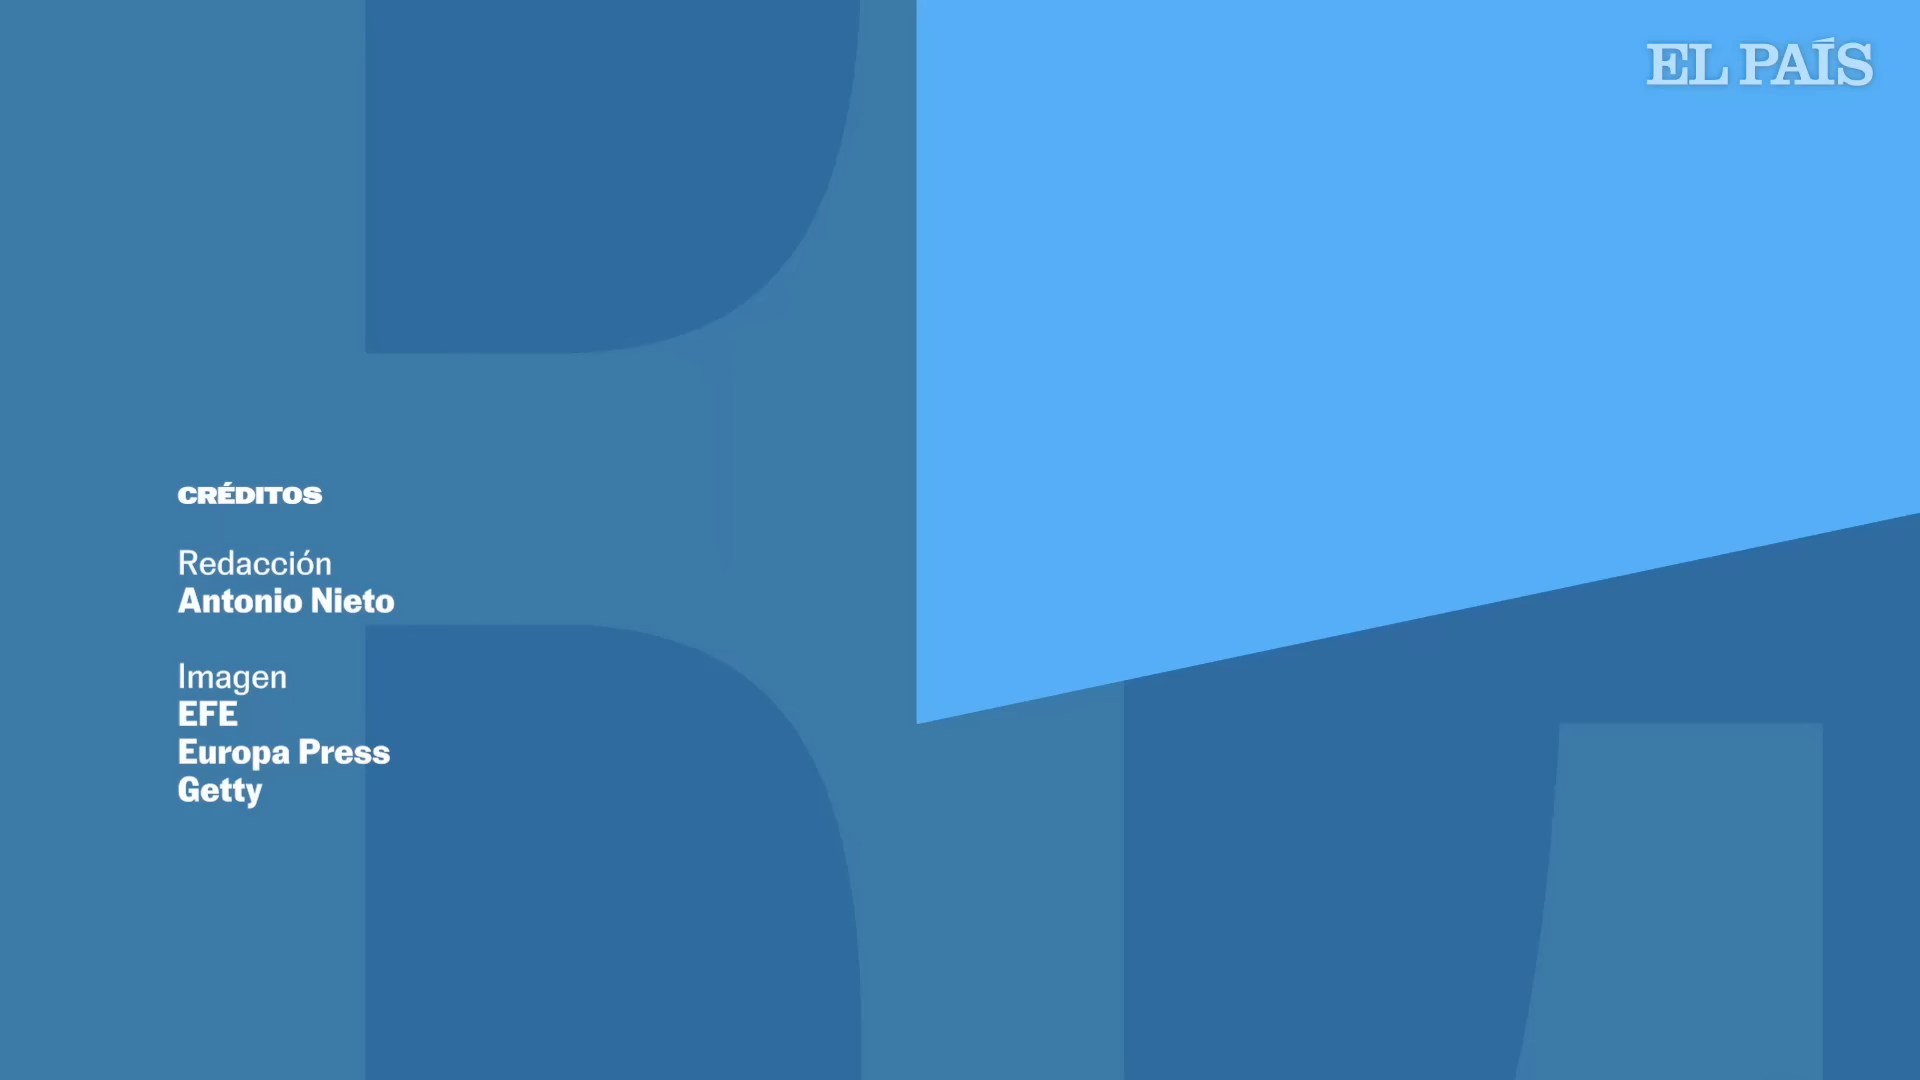 EL PAÍS
CRÉDITOS
Redacción
Antonio Nieto
Imagen
EFE
Europa Press
Getty